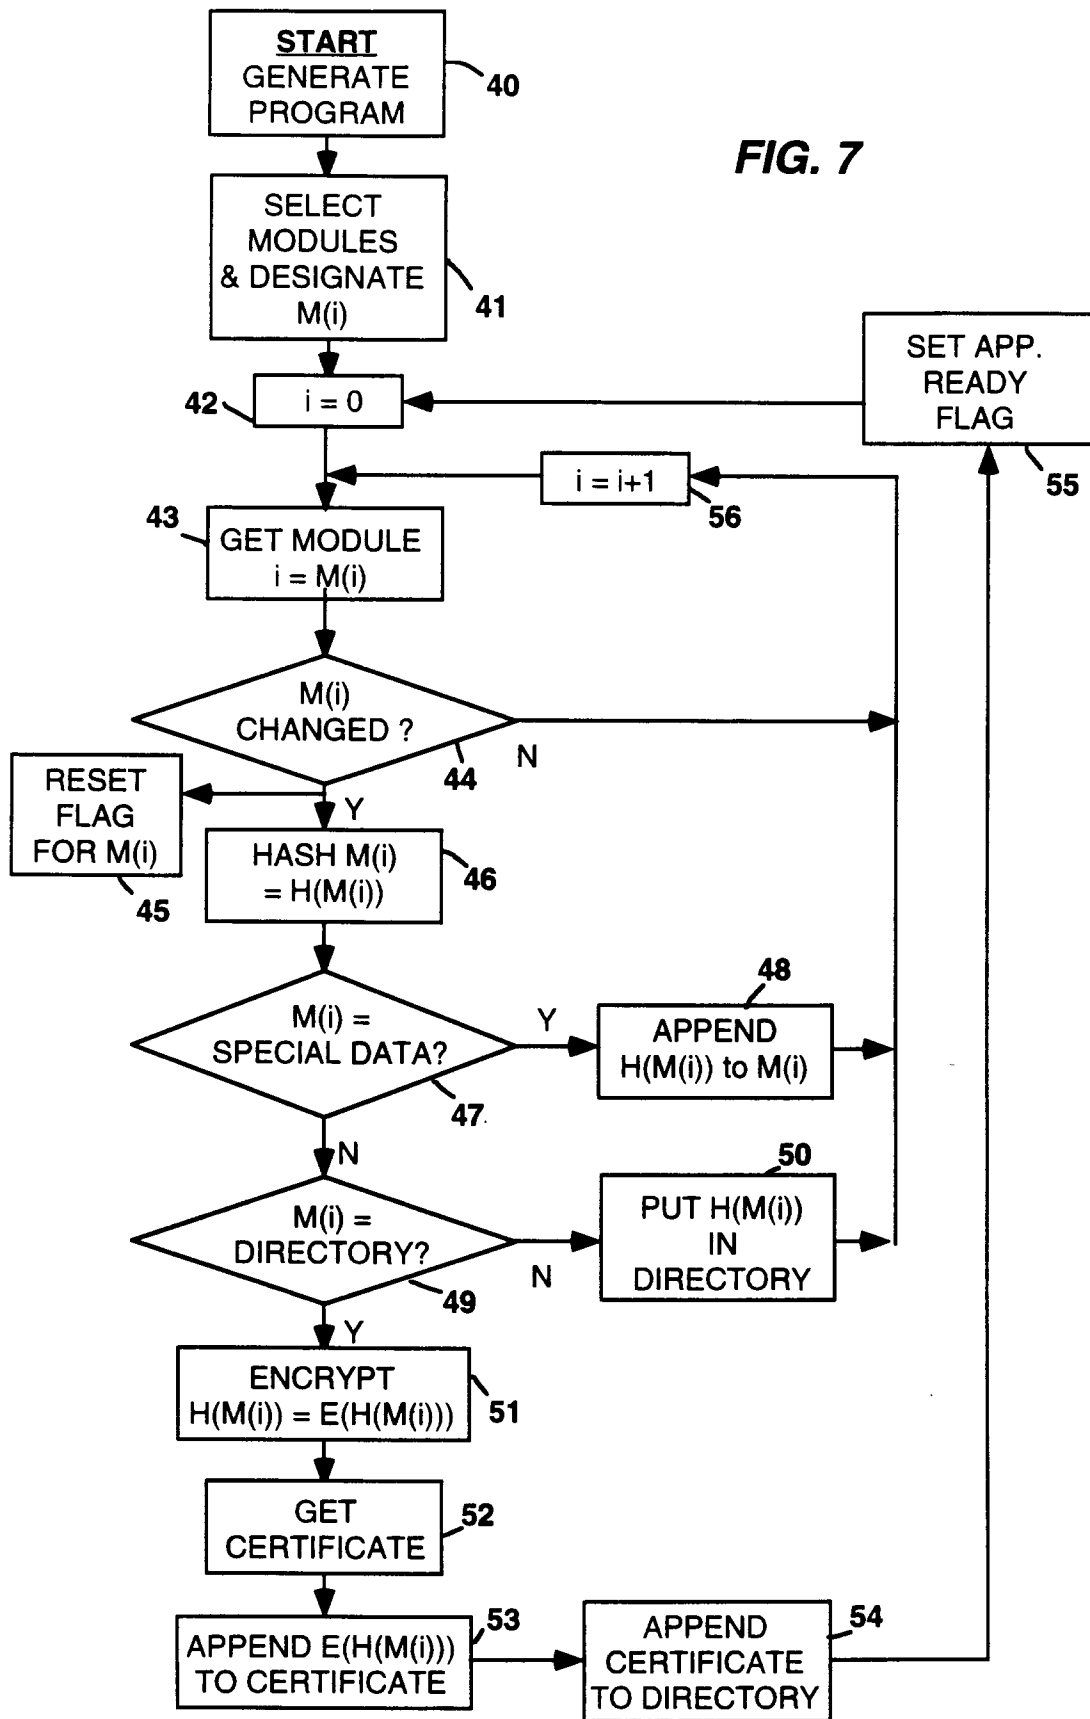 START
GENERATE
PROGRAM
40
FIG. 7
SELECT
MODULES
& DESIGNATE
M(i)
41
SET APP.
READY
FLAG
55
i = 0
42
i = i+1
56
43
GET MODULE
i = M(i)
M(i)
CHANGED ?
44
N
Y
RESET
FLAG
FOR M(i)
45
HASH M(i)
= H(M(i))
46
M(i) =
SPECIAL DATA?
47
Y
48
APPEND
H(M(i)) to M(i)
N
M(i) =
DIRECTORY?
49
N
50
PUT H(M(i))
IN
DIRECTORY
Y
ENCRYPT
H(M(i)) = E(H(M(i)))
51
GET
CERTIFICATE
52
APPEND E(H(M(i)))
TO CERTIFICATE
53
APPEND
CERTIFICATE
TO DIRECTORY
54